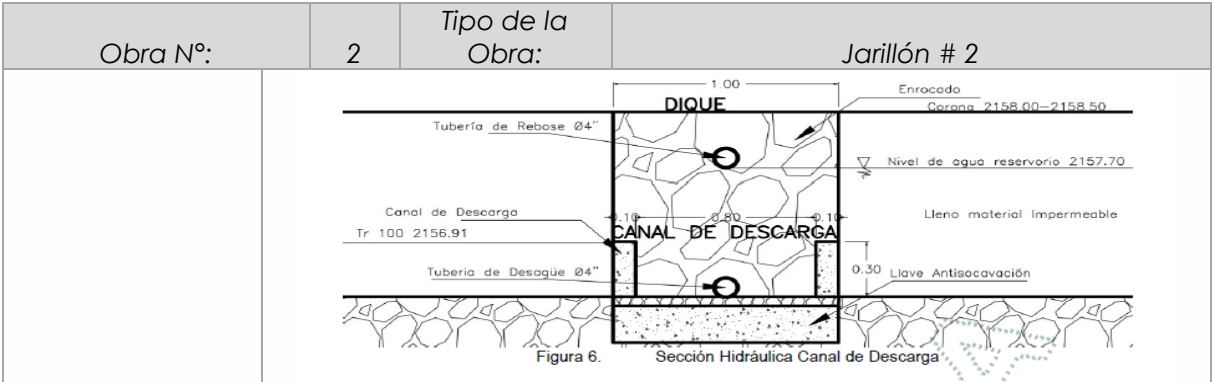 Obra N°:
2
Tipo de la
Obra:
Jarillón # 2
1.00
DIQUE
Enrocado
Corona 2158.00–2158.50
Tubería de Rebose Ø4"
Nivel de agua reservorio 2157.70
Canal de Descarga
0.10
0.80
0.10
Lleno material Impermeable
CANAL DE DESCARGA
Tr 100 2156.91
Tuberia de Desagüe Ø4"
0.30
Llave Antisocavación
Figura 6. Sección Hidráulica Canal de Descarga